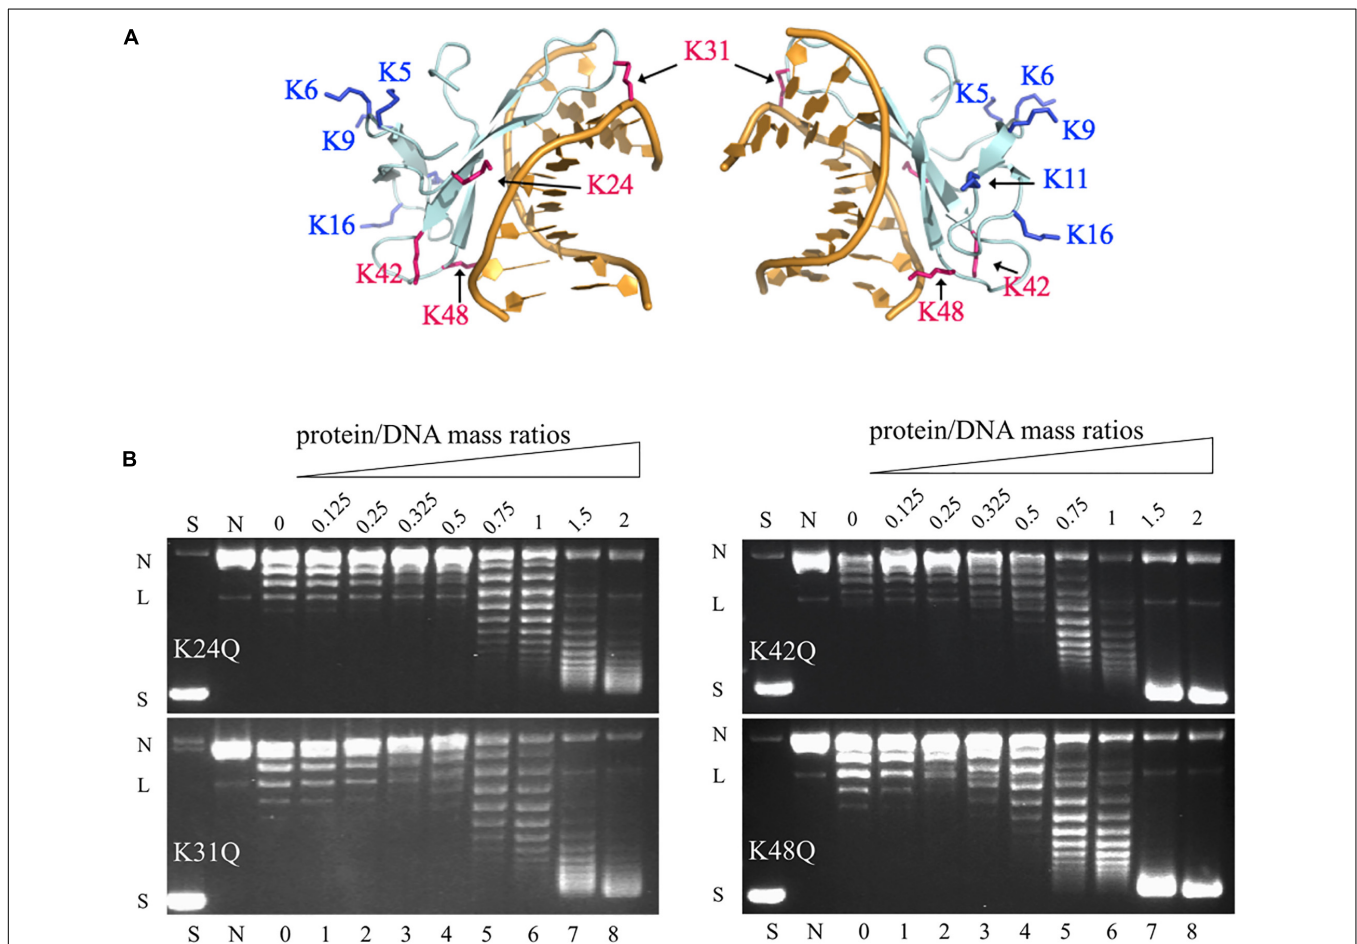 A
K31
K5
K6
K9
K24
K16
K42
K48
K6
K5
K9
K11
K16
K42
K48
B
protein/DNA mass ratios
S N 0 0.125 0.25 0.325 0.5 0.75 1 1.5 2
N
L
K24Q
S
N
L
K31Q
S
S N 0 1 2 3 4 5 6 7 8
protein/DNA mass ratios
S N 0 0.125 0.25 0.325 0.5 0.75 1 1.5 2
N
L
K42Q
S
N
L
K48Q
S
S N 0 1 2 3 4 5 6 7 8